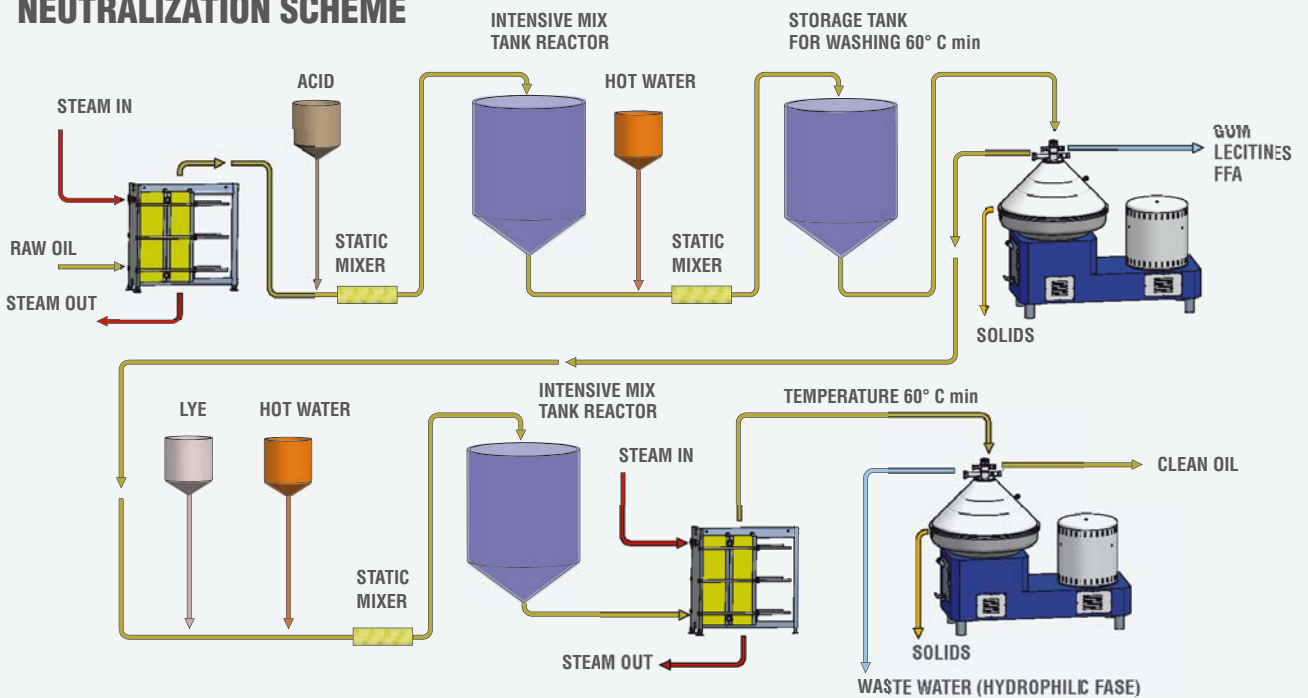 NEUTRALIZATION SCHEME
INTENSIVE MIX
TANK REACTOR
STORAGE TANK
FOR WASHING 60° C min
ACID
HOT WATER
STEAM IN
GUM
LECITINES
FFA
RAW OIL
STATIC
MIXER
STATIC
MIXER
STEAM OUT
SOLIDS
INTENSIVE MIX
TANK REACTOR
TEMPERATURE 60° C min
LYE
HOT WATER
STEAM IN
CLEAN OIL
STATIC
MIXER
STEAM OUT
SOLIDS
WASTE WATER (HYDROPHILIC FASE)